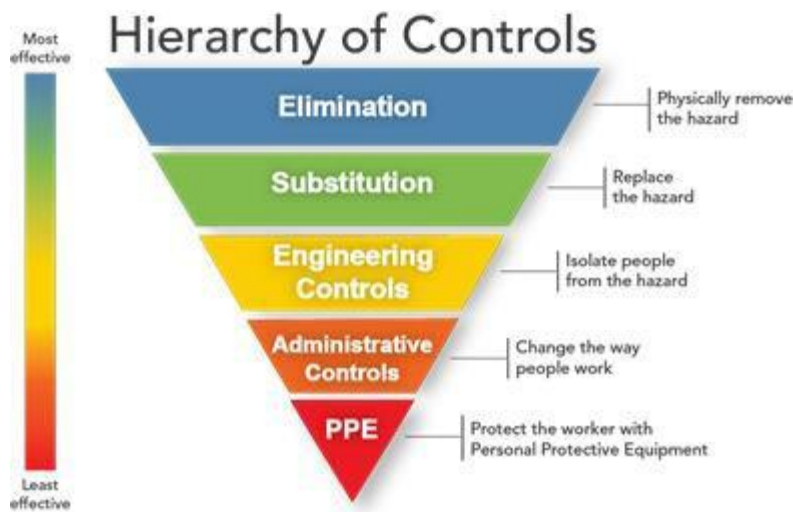 Hierarchy of Controls
Most
effective
Elimination
Physically remove
the hazard
Substitution
Replace
the hazard
Engineering
Controls
Isolate people
from the hazard
Administrative
Controls
Change the way
people work
PPE
Protect the worker with
Personal Protective Equipment
Least
effective